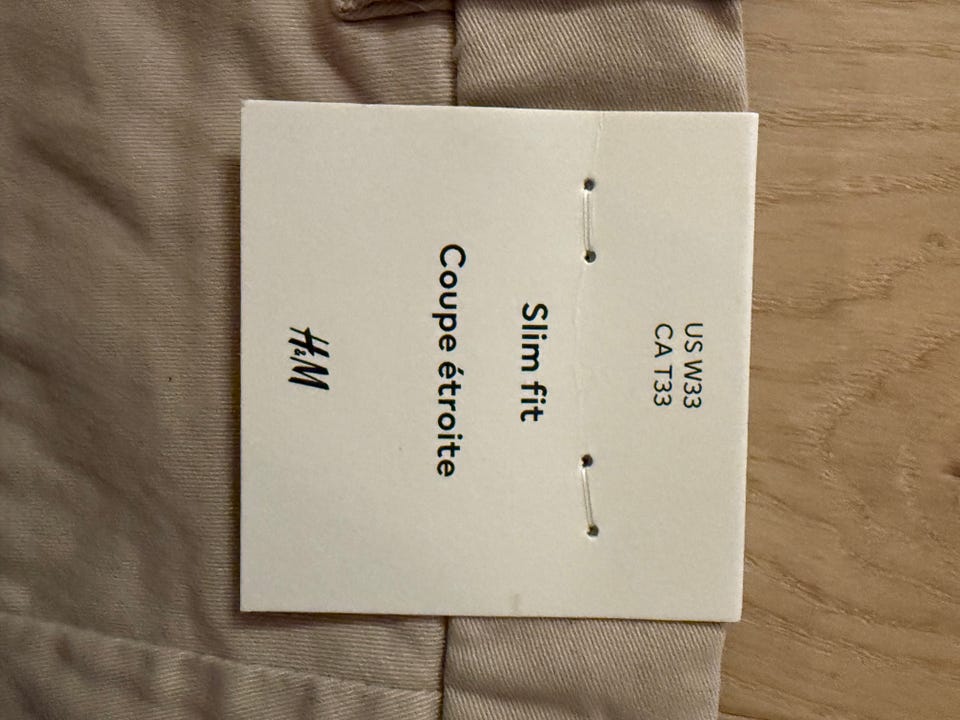 US W33
CA T33
Slim fit
Coupe étroite
H&M